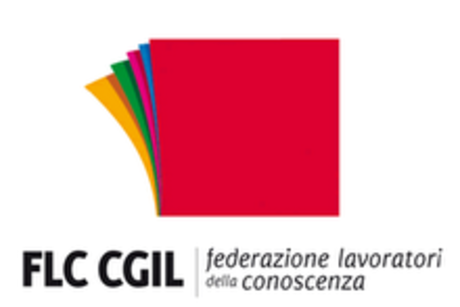 FLC CGIL
federazione lavoratori
della conoscenza